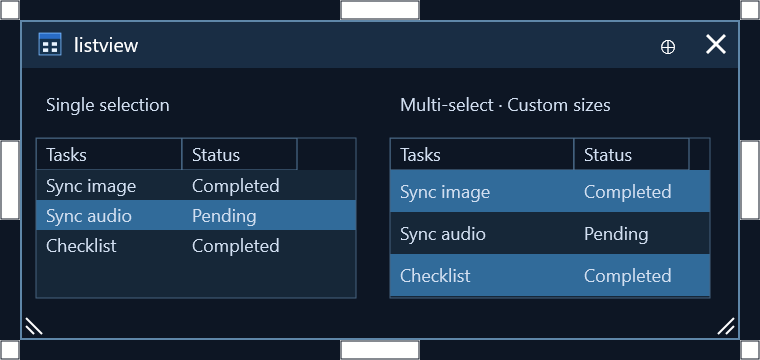 listview
Single selection
Tasks Status
Sync image Completed
Sync audio Pending
Checklist Completed
Multi-select · Custom sizes
Tasks Status
Sync image Completed
Sync audio Pending
Checklist Completed